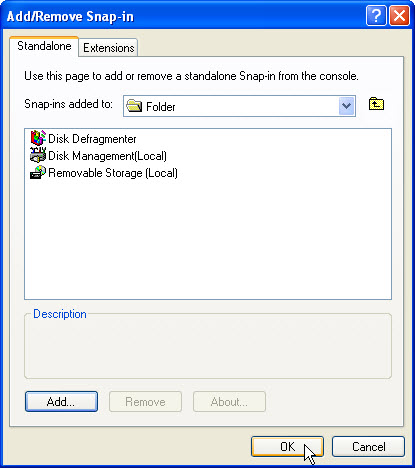 Add/Remove Snap-in
Standalone Extensions
Use this page to add or remove a standalone Snap-in from the console.
Snap-ins added to: Folder
Disk Defragmenter
Disk Management(Local)
Removable Storage (Local)
Description
Add... Remove About...
OK Cancel